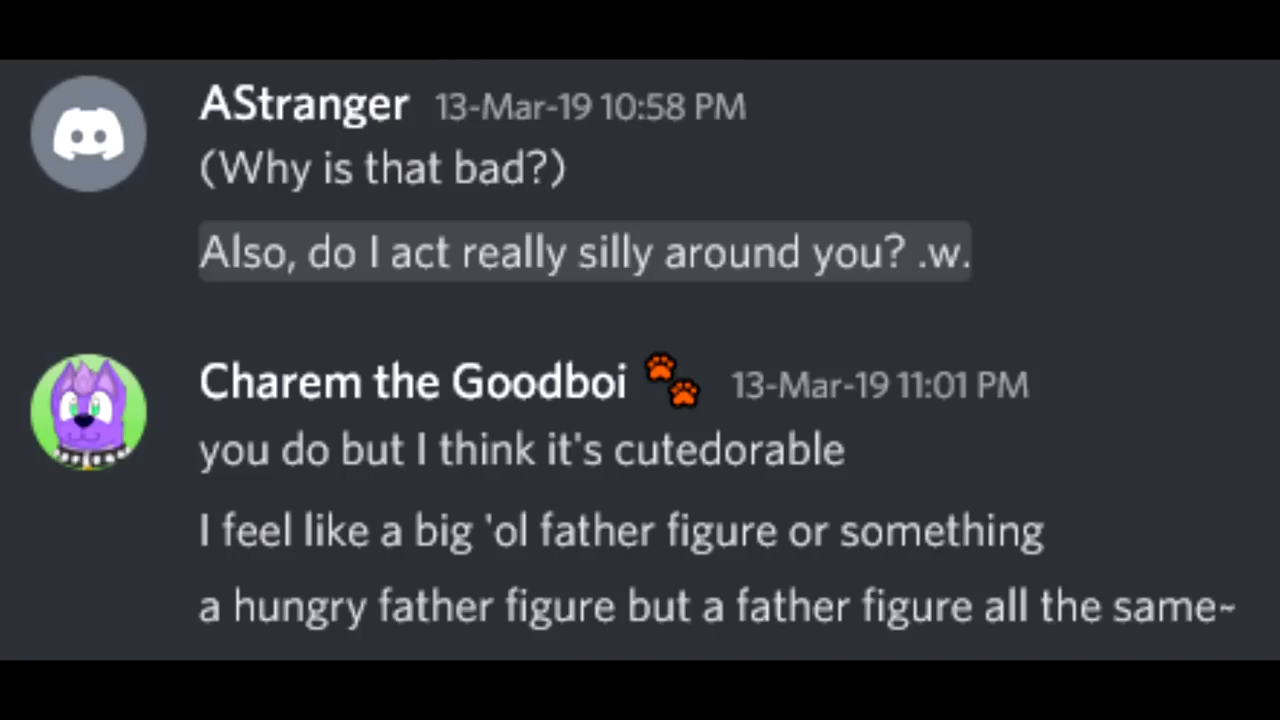 AStranger 13-Mar-19 10:58 PM
(Why is that bad?)
Also, do I act really silly around you? .w.
Charem the Goodboi 🐾 13-Mar-19 11:01 PM
you do but I think it's cutedorable
I feel like a big 'ol father figure or something
a hungry father figure but a father figure all the same~